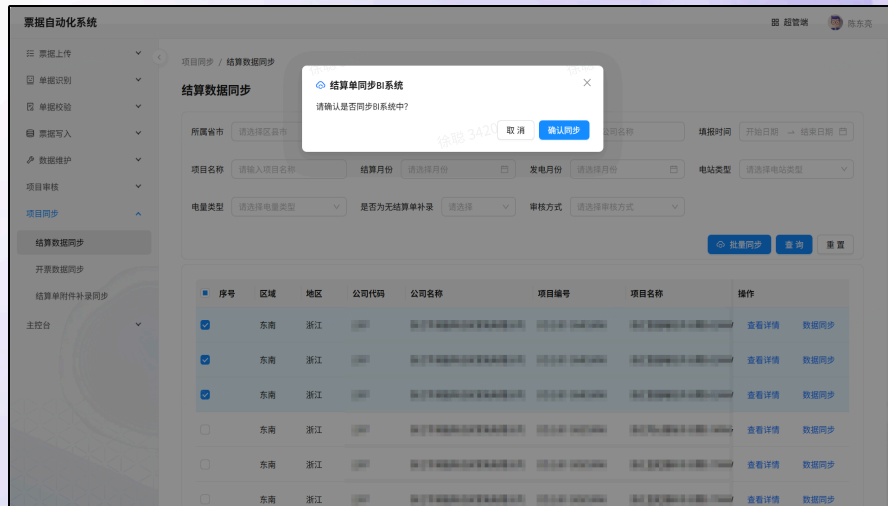 票据自动化系统
超管端 陈东亮
票据上传
单据识别
单据校验
票据写入
数据维护
项目审核
项目同步
结算数据同步
开票数据同步
结算单附件补录同步
主控台
项目同步 / 结算数据同步
结算数据同步
结算单同步BI系统
请确认是否同步BI系统中?
取 消 确认同步
徐聪 3420
所属省市 请选择区县市 公司名称 填报时间 开始日期 → 结束日期
项目名称 请输入项目名称 结算月份 请选择月份 发电月份 请选择月份 电站类型 请选择电站类型
电量类型 请选择电量类型 是否为无结算单补录 请选择 审核方式 请选择审核方式
批量同步 查 询 重 置
序号 区域 地区 公司代码 公司名称 项目编号 项目名称 操作
东南 浙江 查看详情 数据同步
东南 浙江 查看详情 数据同步
东南 浙江 查看详情 数据同步
东南 浙江 查看详情 数据同步
东南 浙江 查看详情 数据同步
东南 浙江 查看详情 数据同步